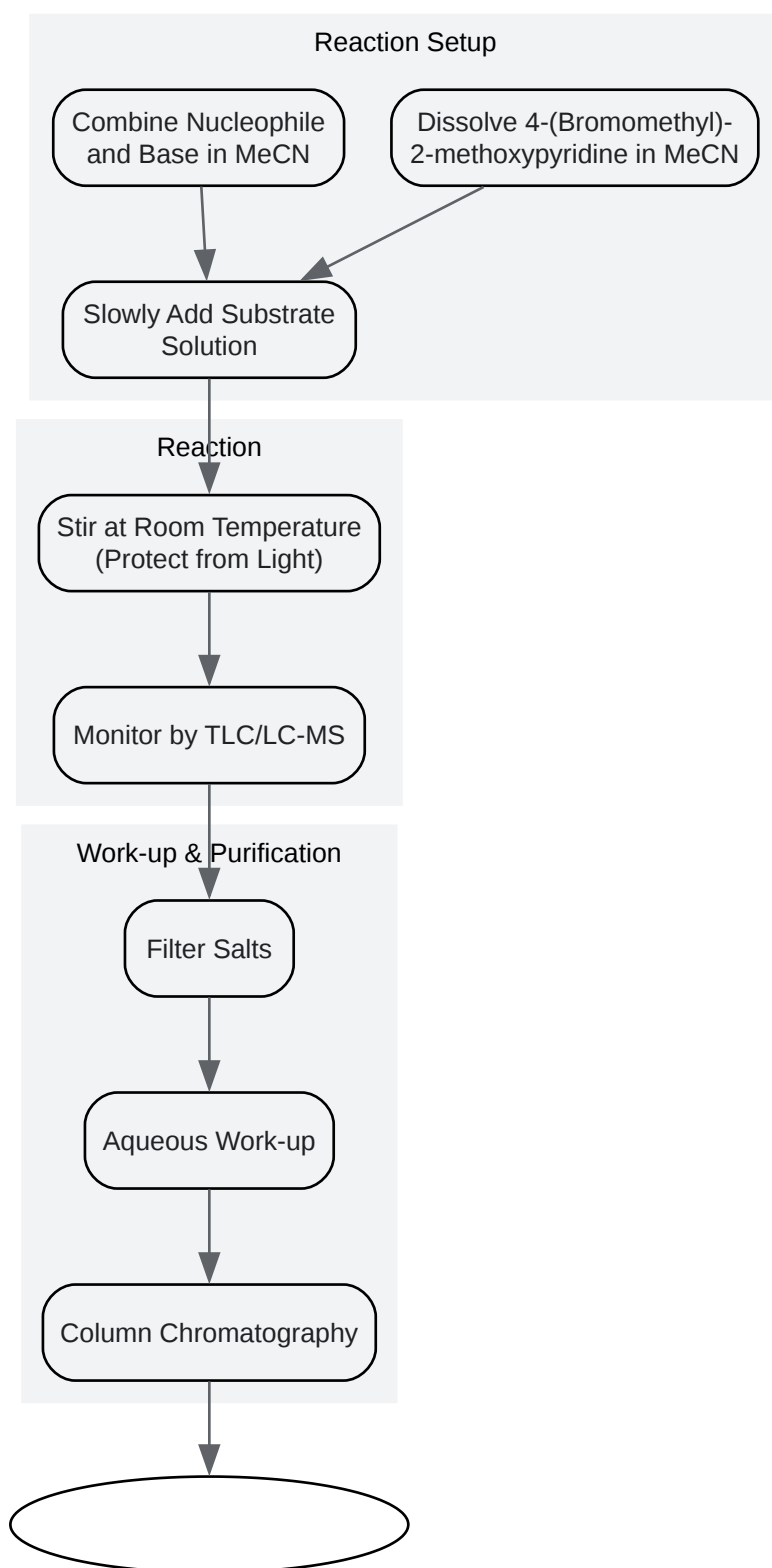 Reaction Setup
Combine Nucleophile
and Base in MeCN
Dissolve 4-(Bromomethyl)-
2-methoxypyridine in MeCN
Slowly Add Substrate
Solution
Reaction
Stir at Room Temperature
(Protect from Light)
Monitor by TLC/LC-MS
Work-up & Purification
Filter Salts
Aqueous Work-up
Column Chromatography